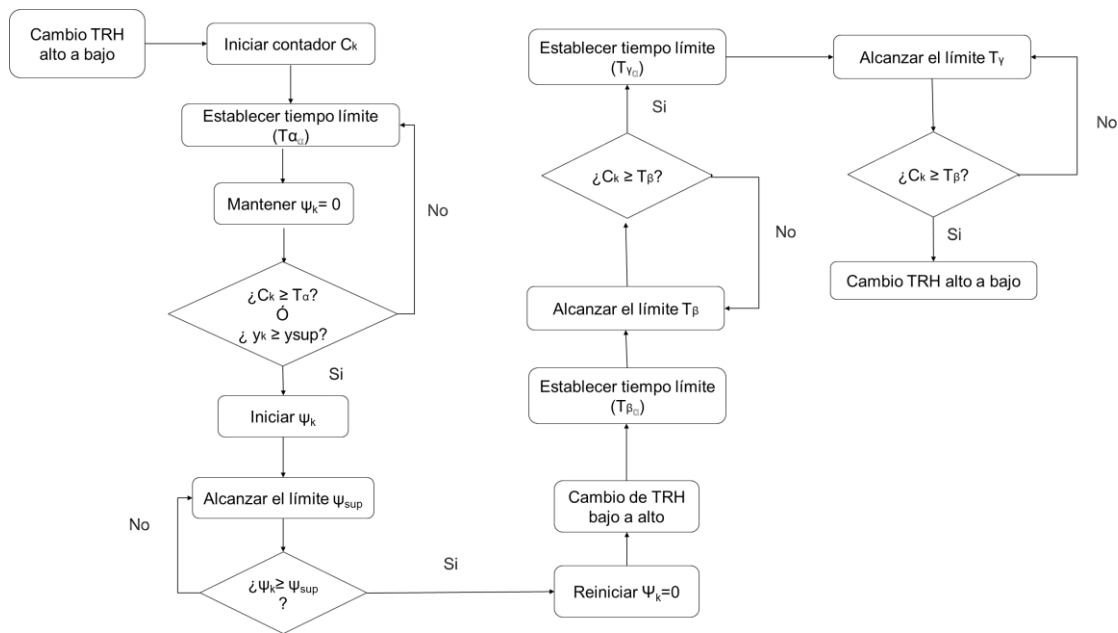 Cambio TRH
alto a bajo
Iniciar contador Cₖ
Establecer tiempo límite
(Tα□)
Mantener ψₖ= 0
No
¿Cₖ ≥ Tα?
Ó
¿ yₖ ≥ ysup?
Si
Iniciar ψₖ
Alcanzar el límite ψsup
No
¿ψₖ≥ ψsup
?
Si
Reiniciar Ψₖ=0
Cambio de TRH
bajo a alto
Establecer tiempo límite
(Tβ□)
Alcanzar el límite Tβ
No
¿Cₖ ≥ Tβ?
Si
Establecer tiempo límite
(Tγ□)
Alcanzar el límite Tγ
No
¿Cₖ ≥ Tβ?
Si
Cambio TRH alto a bajo